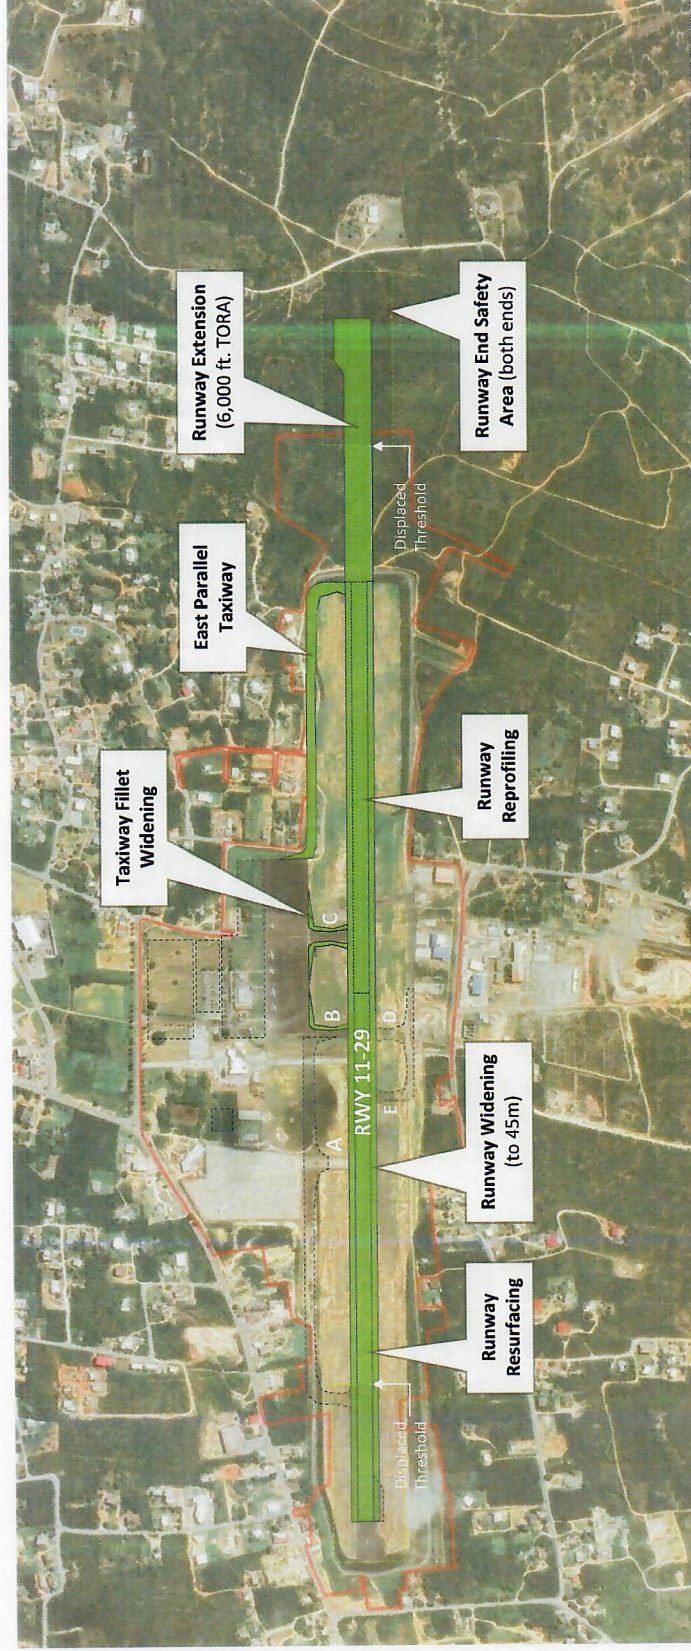 Taxiway Fillet
Widening
East Parallel
Taxiway
Runway Extension
(6,000 ft. TORA)
A
B
C
RWY 11-29
E
D
Displaced
Threshold
Displaced
Threshold
Runway
Resurfacing
Runway Widening
(to 45m)
Runway
Reprofiling
Runway End Safety
Area (both ends)